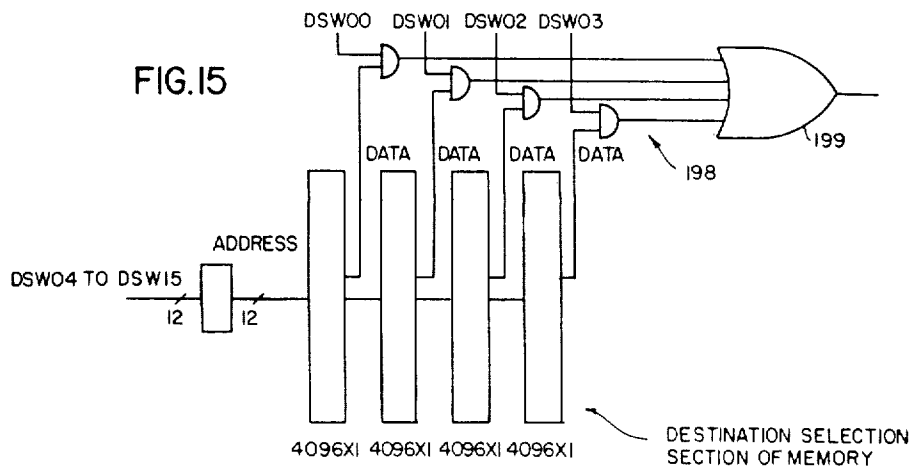 DSW00 DSW01 DSW02 DSW03
FIG.15
199
DATA DATA DATA DATA
198
ADDRESS
DSW04 TO DSW15
12 12
4096X1 4096X1 4096X1 4096X1
DESTINATION SELECTION
SECTION OF MEMORY